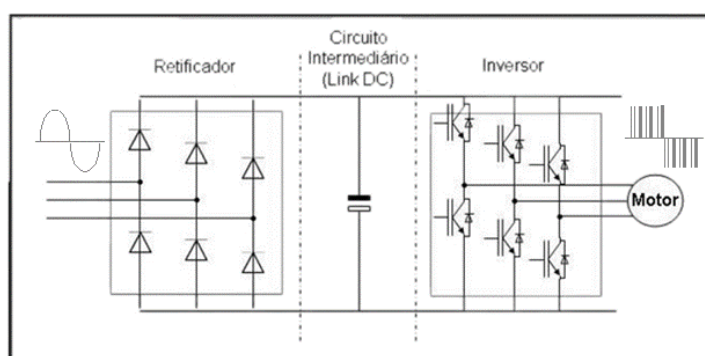 Retificador
Circuito
Intermediário
(Link DC)
Inversor
Motor